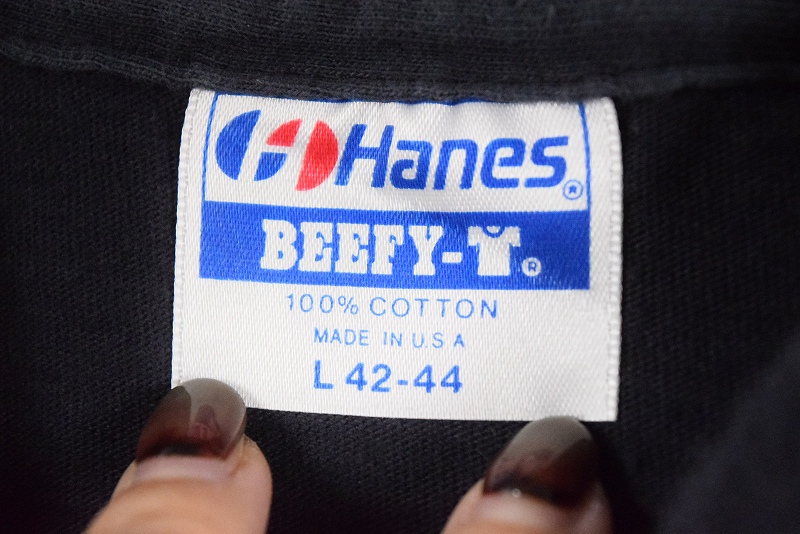 Hanes®
BEEFY-T®
100% COTTON
MADE IN U.S A
L 42-44